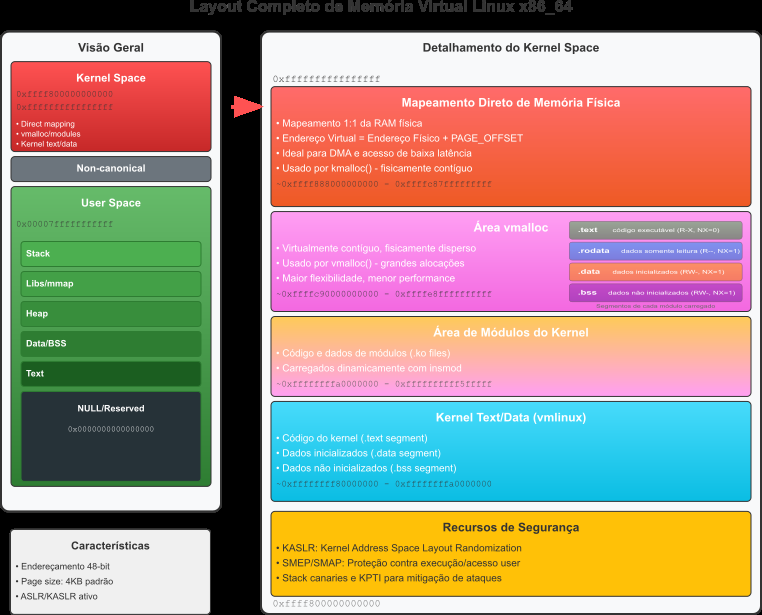 Layout Completo de Memória Virtual Linux x86_64
Visão Geral
Kernel Space
0xffff800000000000
0xffffffffffffffff
• Direct mapping
• vmalloc/modules
• Kernel text/data
Non-canonical
User Space
0x00007fffffffffff
Stack
Libs/mmap
Heap
Data/BSS
Text
NULL/Reserved
0x0000000000000000
Características
• Endereçamento 48-bit
• Page size: 4KB padrão
• ASLR/KASLR ativo
Detalhamento do Kernel Space
0xffffffffffffffff
Mapeamento Direto de Memória Física
• Mapeamento 1:1 da RAM física
• Endereço Virtual = Endereço Físico + PAGE_OFFSET
• Ideal para DMA e acesso de baixa latência
• Usado por kmalloc() - fisicamente contíguo
~0xffff888000000000 - 0xffffc87fffffffff
Área vmalloc
• Virtualmente contíguo, fisicamente disperso
• Usado por vmalloc() - grandes alocações
• Maior flexibilidade, menor performance
~0xffffc90000000000 - 0xffffe8ffffffffff
.text código executável (R-X, NX=0)
.rodata dados somente leitura (R--, NX=1)
.data dados inicializados (RW-, NX=1)
.bss dados não inicializados (RW-, NX=1)
Segmentos de cada módulo carregado
Área de Módulos do Kernel
• Código e dados de módulos (.ko files)
• Carregados dinamicamente com insmod
~0xffffffffa0000000 - 0xffffffffff5fffff
Kernel Text/Data (vmlinux)
• Código do kernel (.text segment)
• Dados inicializados (.data segment)
• Dados não inicializados (.bss segment)
~0xffffffff80000000 - 0xffffffffa0000000
Recursos de Segurança
• KASLR: Kernel Address Space Layout Randomization
• SMEP/SMAP: Proteção contra execução/acesso user
• Stack canaries e KPTI para mitigação de ataques
0xffff800000000000